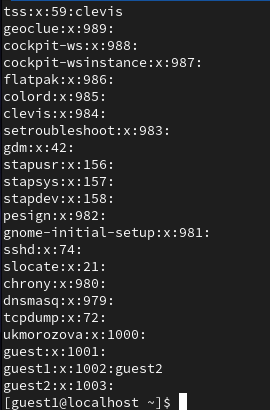 tss:x:59:clevis
geoclue:x:989:
cockpit-ws:x:988:
cockpit-wsinstance:x:987:
flatpak:x:986:
colord:x:985:
clevis:x:984:
setroubleshoot:x:983:
gdm:x:42:
stapusr:x:156:
stapsys:x:157:
stapdev:x:158:
pesign:x:982:
gnome-initial-setup:x:981:
sshd:x:74:
slocate:x:21:
chrony:x:980:
dnsmasq:x:979:
tcpdump:x:72:
ukmorozova:x:1000:
guest:x:1001:
guest1:x:1002:guest2
guest2:x:1003:
[guest1@localhost ~]$